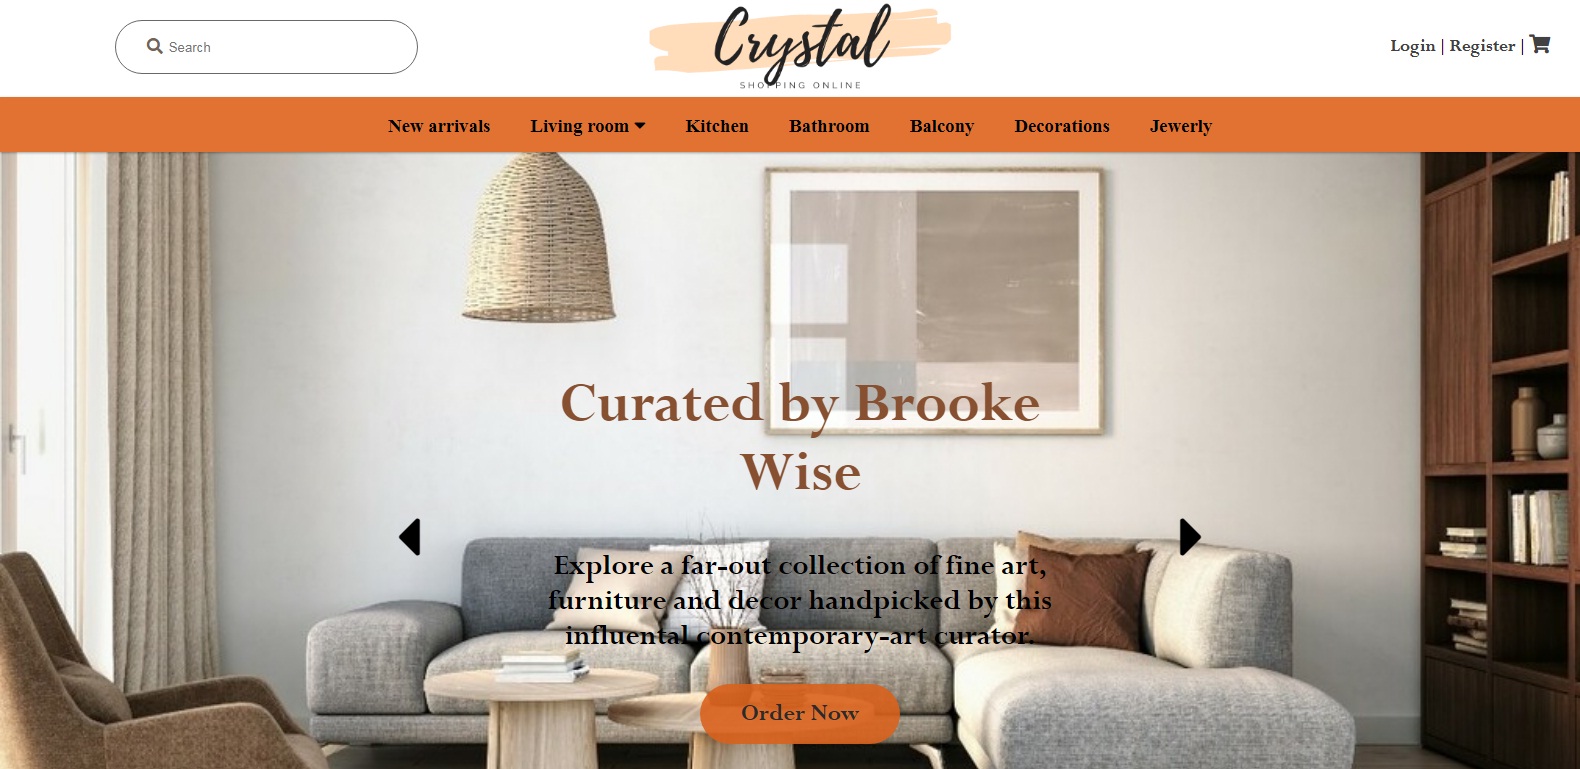 Search
Crystal
SHOPPING ONLINE
Login | Register |
New arrivals Living room Kitchen Bathroom Balcony Decorations Jewerly
Curated by Brooke
Wise
Explore a far-out collection of fine art,
furniture and decor handpicked by this
influental contemporary-art curator.
Order Now